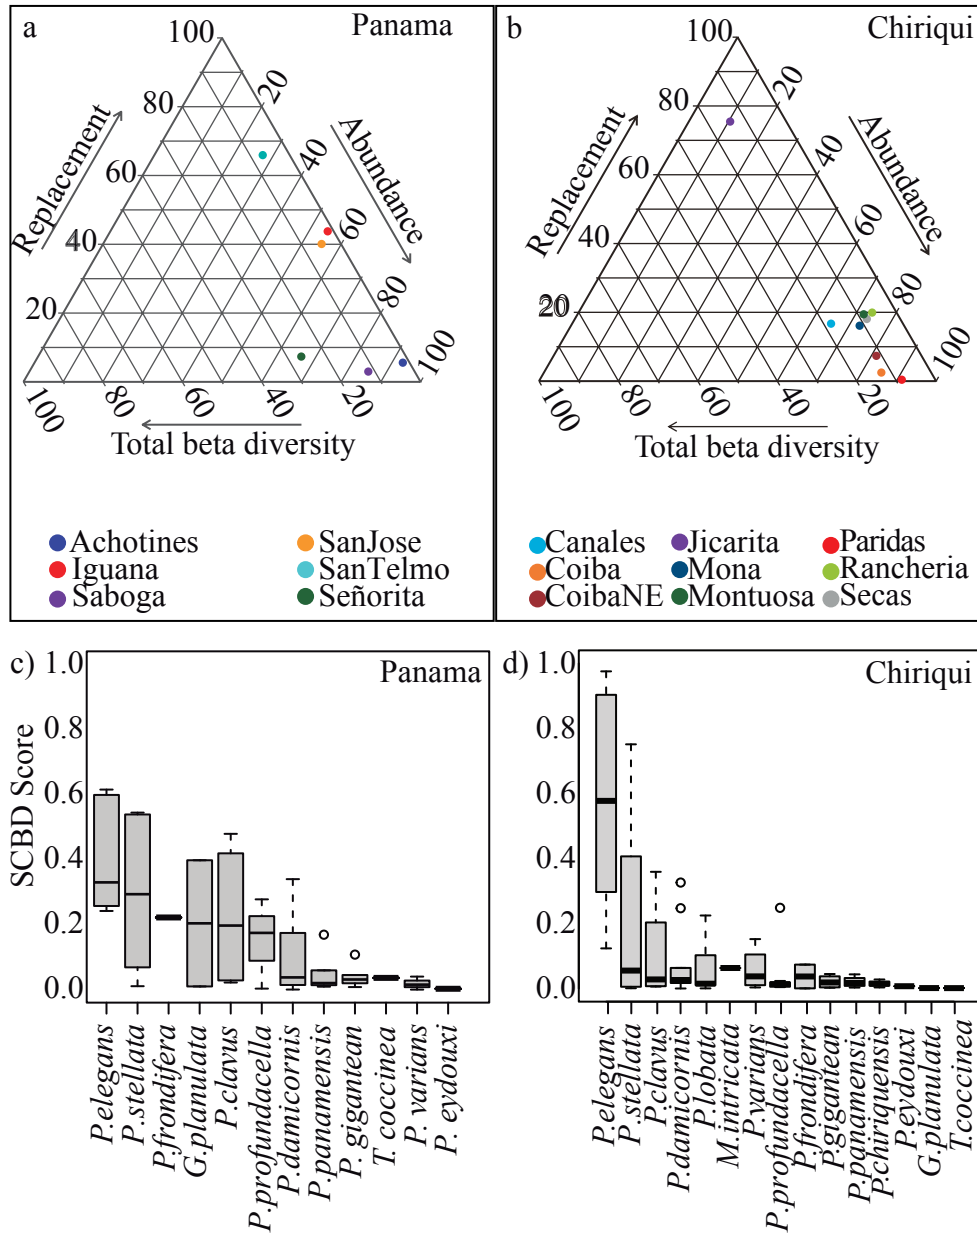 a Panama
100
80 20
Replacement Abundance
60 40
40 60
20 80
100
100 80 60 40 20
Total beta diversity
Achotines SanJose
Iguana SanTelmo
Saboga Señorita
b Chiriqui
100
80 20
Replacement Abundance
60 40
40 60
20 80
100
100 80 60 40 20
Total beta diversity
Canales Jicarita Paridas
Coiba Mona Rancheria
CoibaNE Montuosa Secas
c) Panama
SCBD Score
1.0
0.8
0.6
0.4
0.2
0.0
P.elegans
P.stellata
P.frondifera
G.planulata
P.clavus
P.profundacella
P.damicornis
P.panamensis
P. gigantean
T. coccinea
P. varians
P. eydouxi
d) Chiriqui
1.0
0.8
0.6
0.4
0.2
0.0
P.elegans
P.stellata
P.clavus
P.damicornis
P.lobata
M.intricata
P.varians
P.profundacella
P.frondifera
P.gigantean
P.panamensis
P.chiriquensis
P.eydouxi
G.planulata
T.coccinea